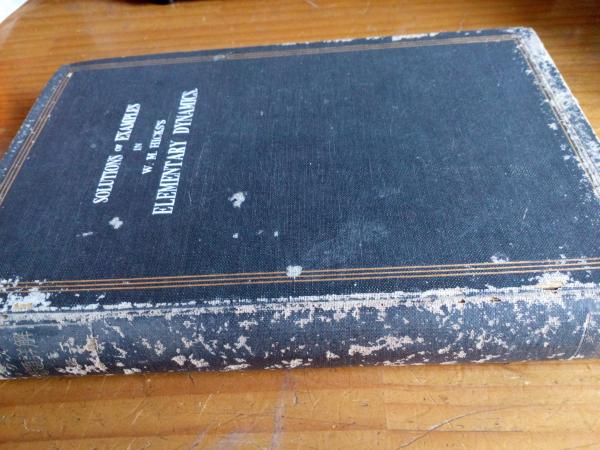 SOLUTIONS OF EXAMPLES
IN
W. M. HICKS'S
ELEMENTARY DYNAMICS.